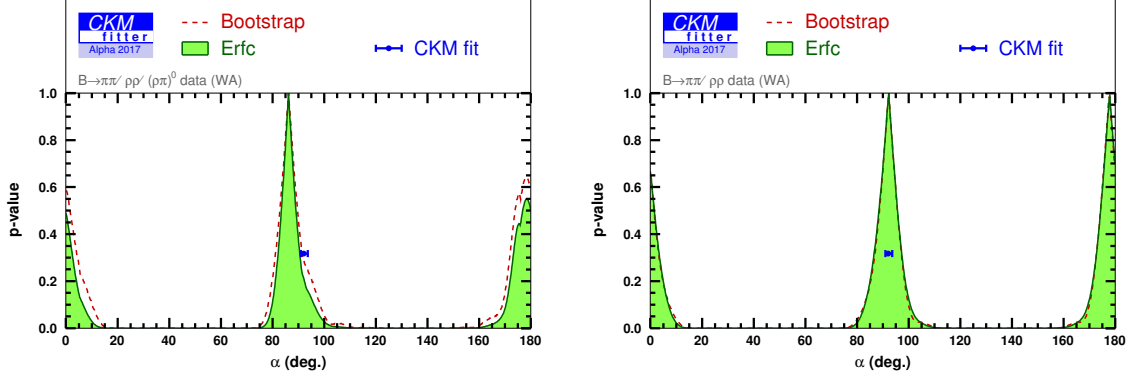 CKM
fitter
Alpha 2017
Bootstrap
Erfc
CKM fit
B→ππ/ ρρ/ (ρπ)⁰ data (WA)
1.0
0.8
0.6
0.4
0.2
0.0
p-value
0 20 40 60 80 100 120 140 160 180
α (deg.)
CKM
fitter
Alpha 2017
Bootstrap
Erfc
CKM fit
B→ππ/ ρρ data (WA)
1.0
0.8
0.6
0.4
0.2
0.0
p-value
0 20 40 60 80 100 120 140 160 180
α (deg.)